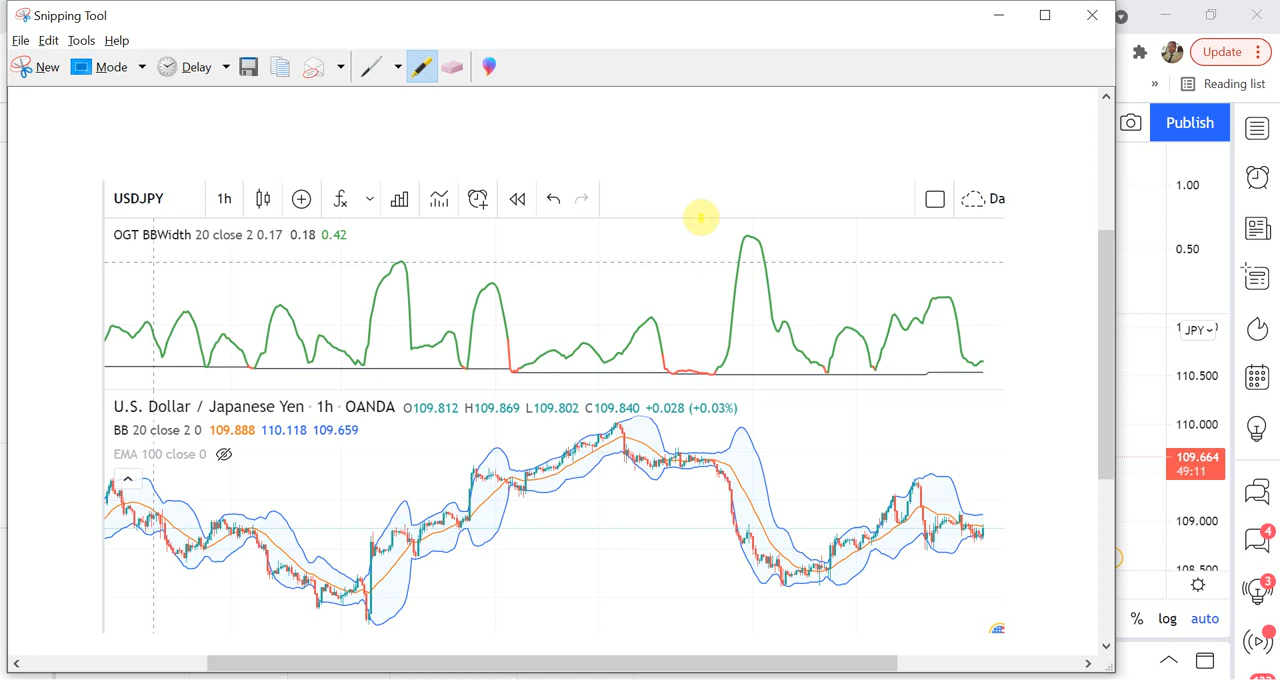 Snipping Tool
File Edit Tools Help
New Mode Delay
Update
Reading list
Publish
USDJPY 1h Da
OGT BBWidth 20 close 2 0.17 0.18 0.42
U.S. Dollar / Japanese Yen · 1h · OANDA O109.812 H109.869 L109.802 C109.840 +0.028 (+0.03%)
BB 20 close 2 0 109.888 110.118 109.659
EMA 100 close 0
1.00
0.50
JPY
110.500
110.000
109.664
49:11
109.000
108.500
% log auto
4
3